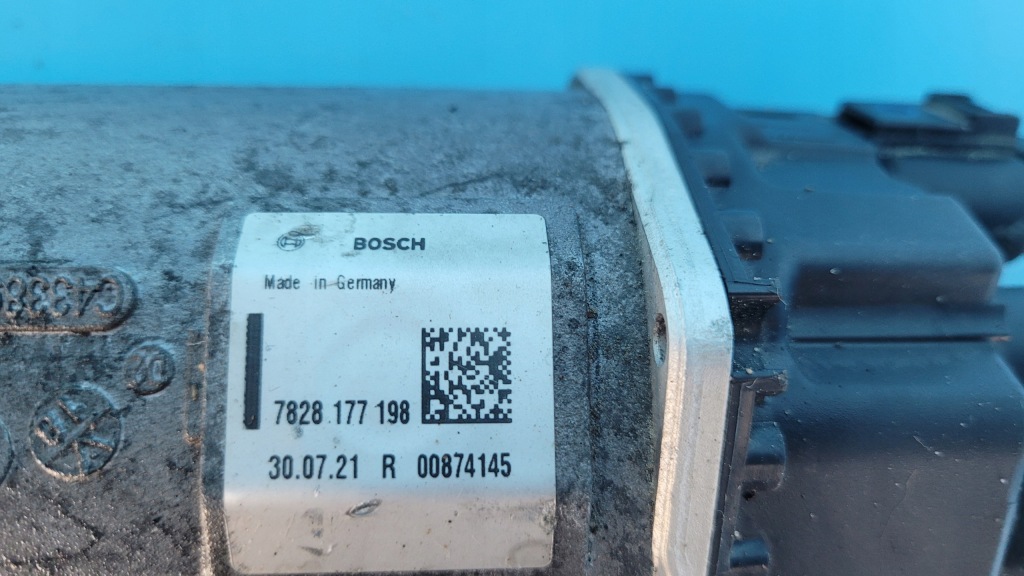 BOSCH
Made in Germany
7828 177 198
30.07.21 R 00874145